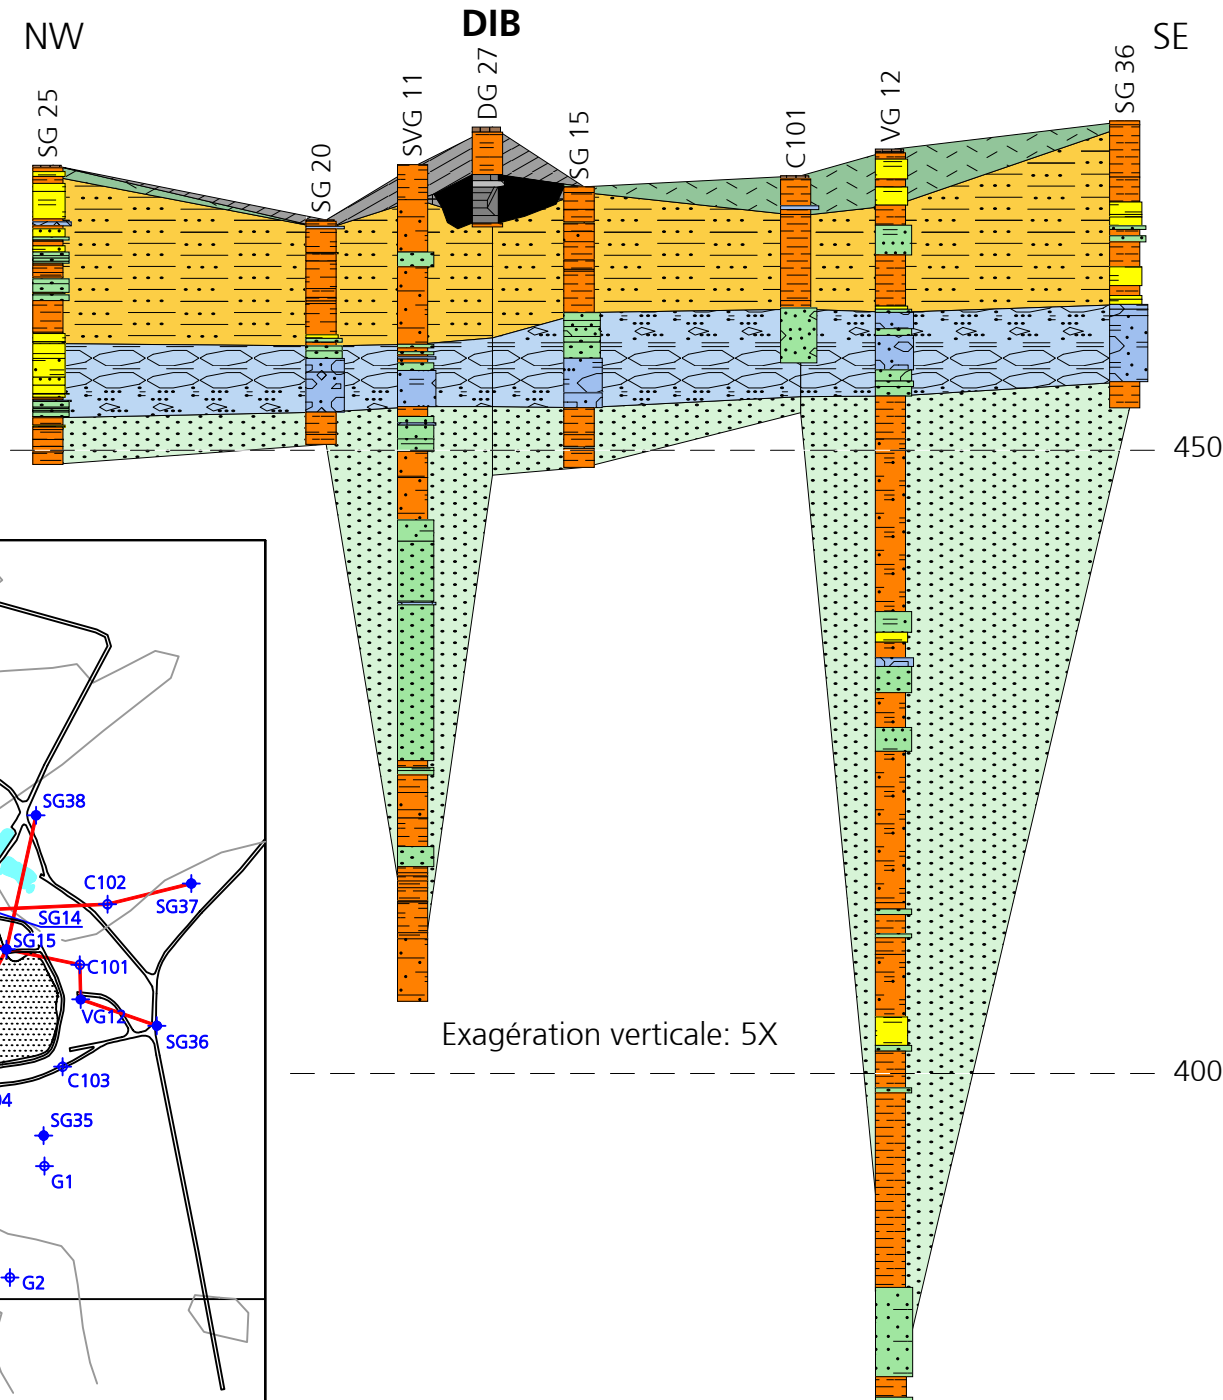 NW
DIB
SE
SG 25
SG 20
SVG 11
DG 27
SG 15
C101
VG 12
SG 36
450
Exagération verticale: 5X
400
SG38
C102
SG37
SG14
SG15
C101
VG12
SG36
C103
04
SG35
G1
G2